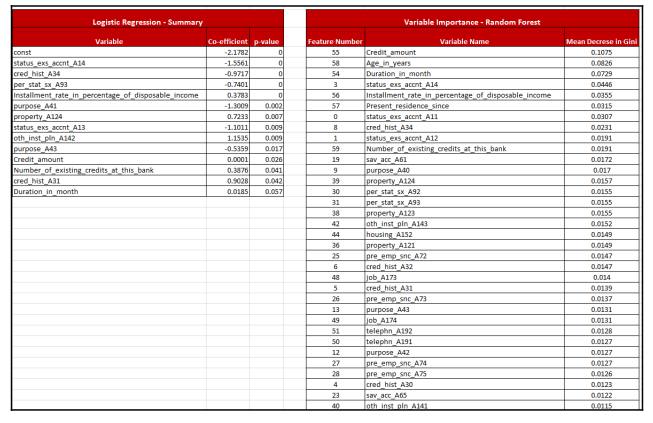 Logistic Regression - Summary
Variable Co-efficient p-value
const -2.1782 0
status_exs_accnt_A14 -1.5561 0
cred_hist_A34 -0.9717 0
per_stat_sx_A93 -0.7401 0
Installment_rate_in_percentage_of_disposable_income 0.3783 0
purpose_A41 -1.3009 0.002
property_A124 0.7233 0.007
status_exs_accnt_A13 -1.1011 0.009
oth_inst_pln_A142 1.1535 0.009
purpose_A43 -0.5359 0.017
Credit_amount 0.0001 0.026
Number_of_existing_credits_at_this_bank 0.3876 0.041
cred_hist_A31 0.9028 0.042
Duration_in_month 0.0185 0.057
Variable Importance - Random Forest
Feature Number Variable Name Mean Decrese in Gini
55 Credit_amount 0.1075
58 Age_in_years 0.0826
54 Duration_in_month 0.0729
3 status_exs_accnt_A14 0.0446
56 Installment_rate_in_percentage_of_disposable_income 0.0355
57 Present_residence_since 0.0315
0 status_exs_accnt_A11 0.0307
8 cred_hist_A34 0.0231
1 status_exs_accnt_A12 0.0191
59 Number_of_existing_credits_at_this_bank 0.0191
19 sav_acc_A61 0.0172
9 purpose_A40 0.017
39 property_A124 0.0157
30 per_stat_sx_A92 0.0155
31 per_stat_sx_A93 0.0155
38 property_A123 0.0155
42 oth_inst_pln_A143 0.0152
44 housing_A152 0.0149
36 property_A121 0.0149
25 pre_emp_snc_A72 0.0147
6 cred_hist_A32 0.0147
48 job_A173 0.014
5 cred_hist_A31 0.0139
26 pre_emp_snc_A73 0.0137
13 purpose_A43 0.0131
49 job_A174 0.0131
51 telephn_A192 0.0128
50 telephn_A191 0.0127
12 purpose_A42 0.0127
27 pre_emp_snc_A74 0.0127
28 pre_emp_snc_A75 0.0126
4 cred_hist_A30 0.0123
23 sav_acc_A65 0.0122
40 oth_inst_pln_A141 0.0115